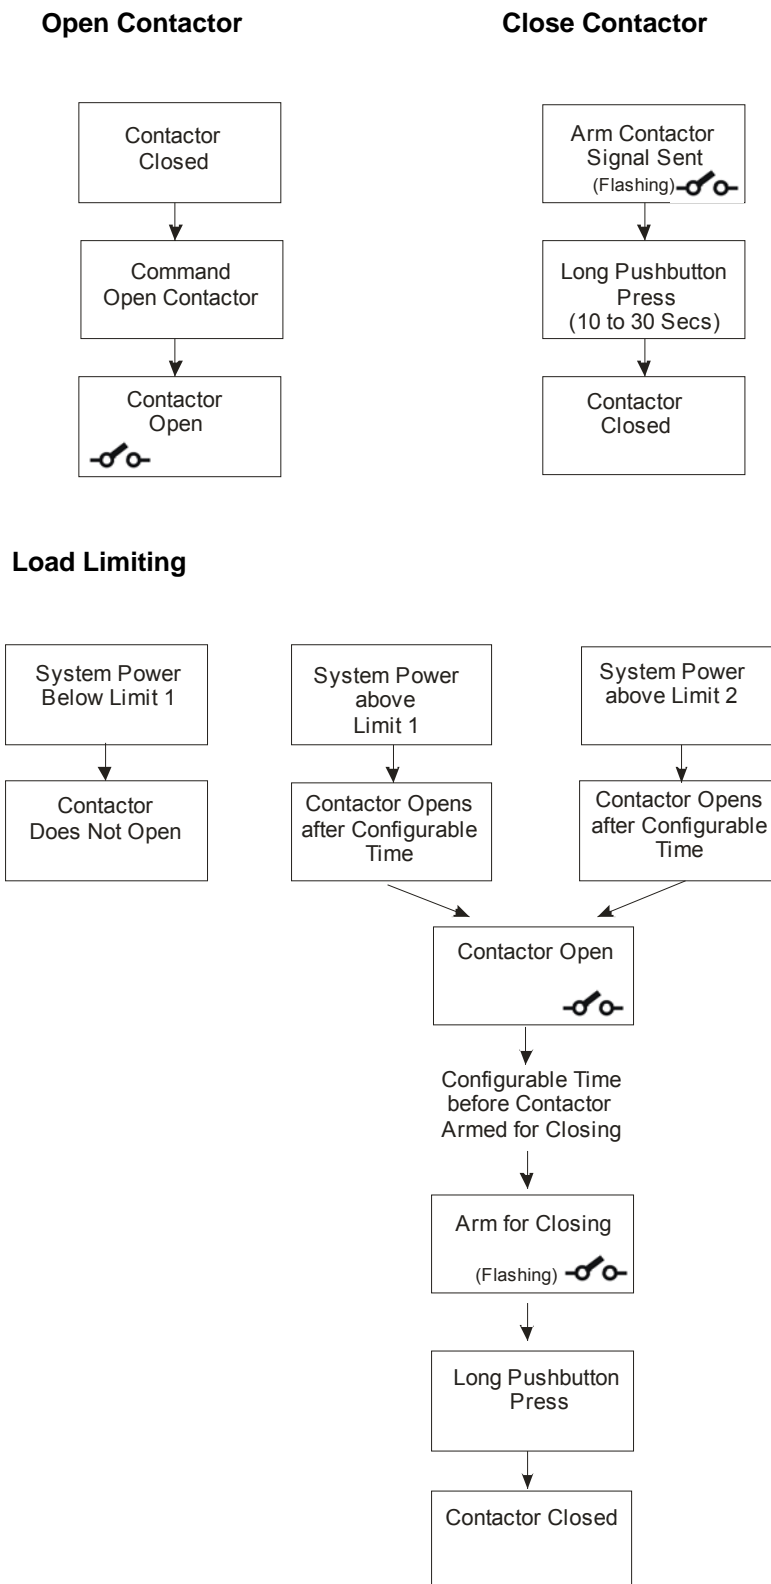 Open Contactor
Contactor
Closed
Command
Open Contactor
Contactor
Open
Close Contactor
Arm Contactor
Signal Sent
(Flashing)
Long Pushbutton
Press
(10 to 30 Secs)
Contactor
Closed
Load Limiting
System Power
Below Limit 1
Contactor
Does Not Open
System Power
above
Limit 1
Contactor Opens
after Configurable
Time
System Power
above Limit 2
Contactor Opens
after Configurable
Time
Contactor Open
Configurable Time
before Contactor
Armed for Closing
Arm for Closing
(Flashing)
Long Pushbutton
Press
Contactor Closed